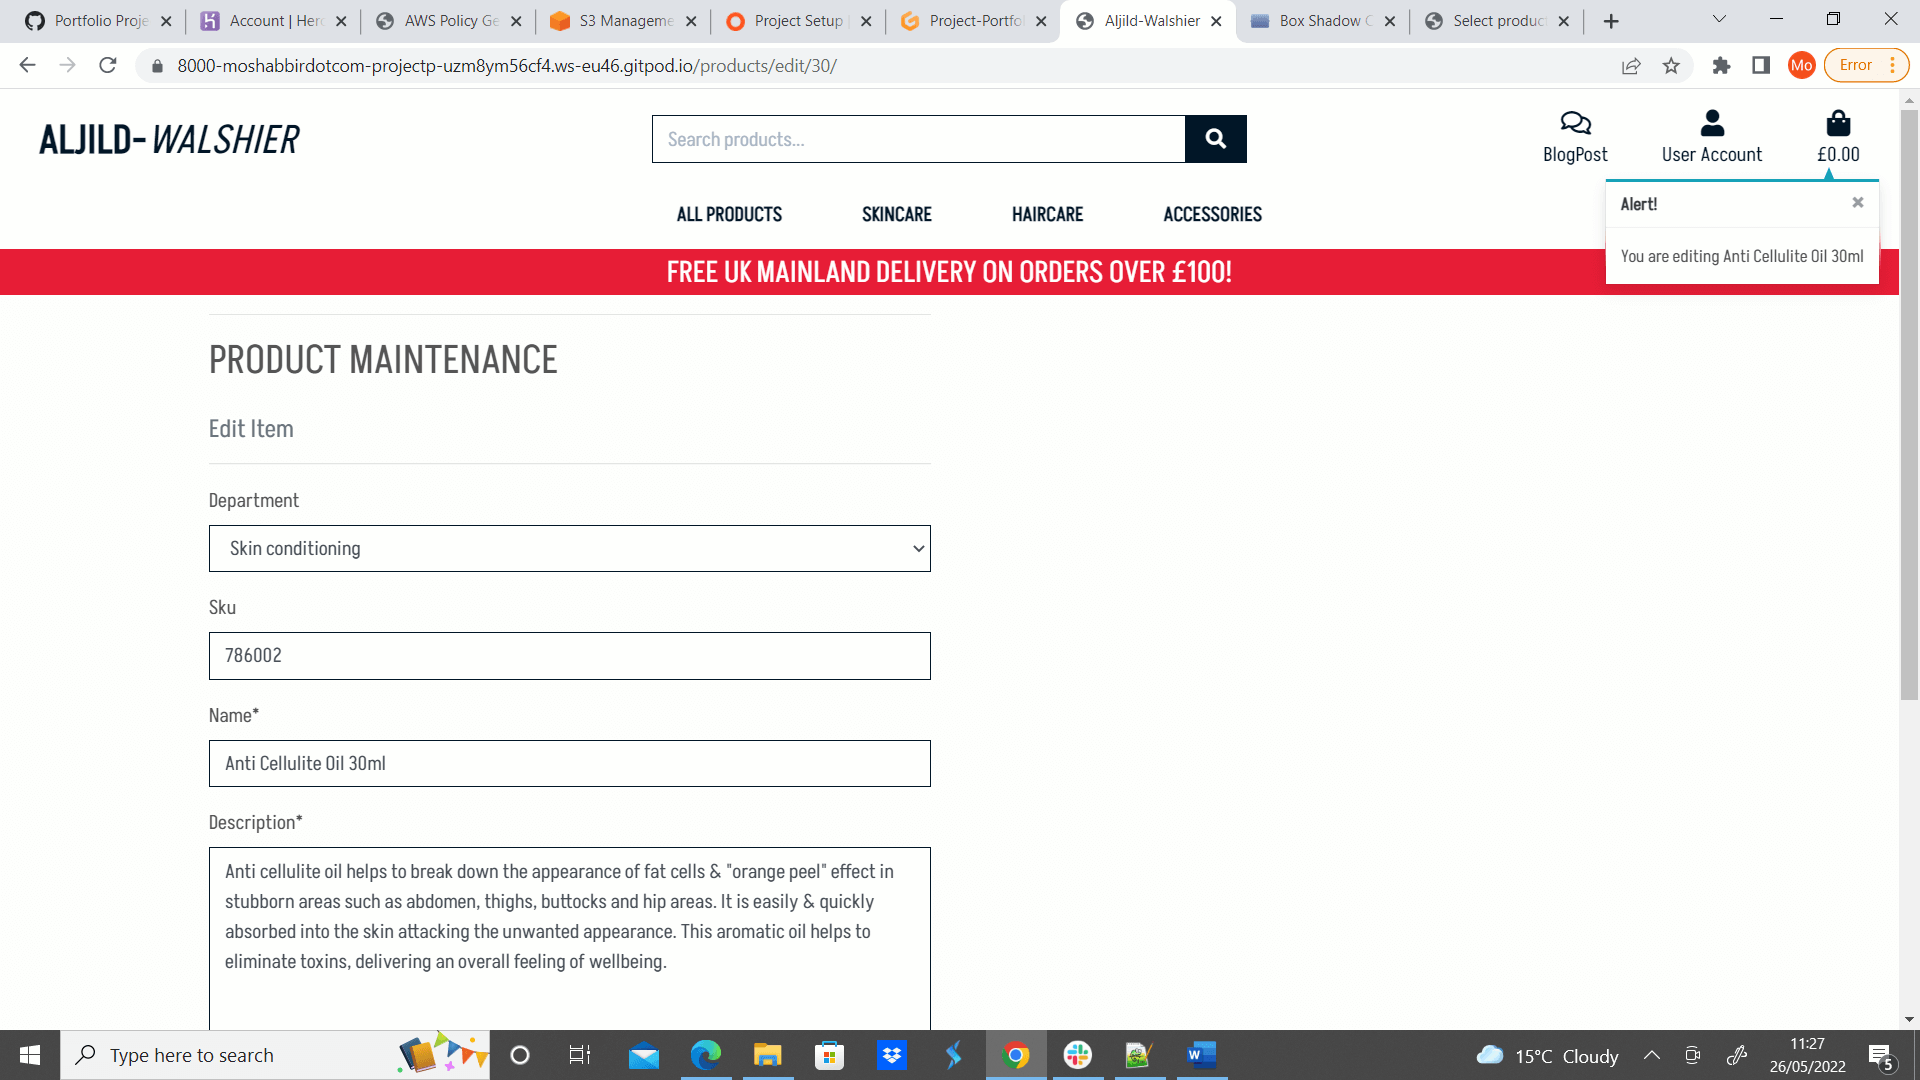 Portfolio Proje
Account | Hero
AWS Policy Ge
S3 Manageme
Project Setup
Project-Portfo
Aljild-Walshier
Box Shadow C
Select product
8000-moshabbirdotcom-projectp-uzm8ym56cf4.ws-eu46.gitpod.io/products/edit/30/
Mo
Error
ALJILD-WALSHIER
Search products...
BlogPost
User Account
£0.00
ALL PRODUCTS
SKINCARE
HAIRCARE
ACCESSORIES
Alert!
You are editing Anti Cellulite Oil 30ml
FREE UK MAINLAND DELIVERY ON ORDERS OVER £100!
PRODUCT MAINTENANCE
Edit Item
Department
Skin conditioning
Sku
786002
Name*
Anti Cellulite Oil 30ml
Description*
Anti cellulite oil helps to break down the appearance of fat cells & "orange peel" effect in
stubborn areas such as abdomen, thighs, buttocks and hip areas. It is easily & quickly
absorbed into the skin attacking the unwanted appearance. This aromatic oil helps to
eliminate toxins, delivering an overall feeling of wellbeing.
Type here to search
15°C Cloudy
11:27
26/05/2022
5